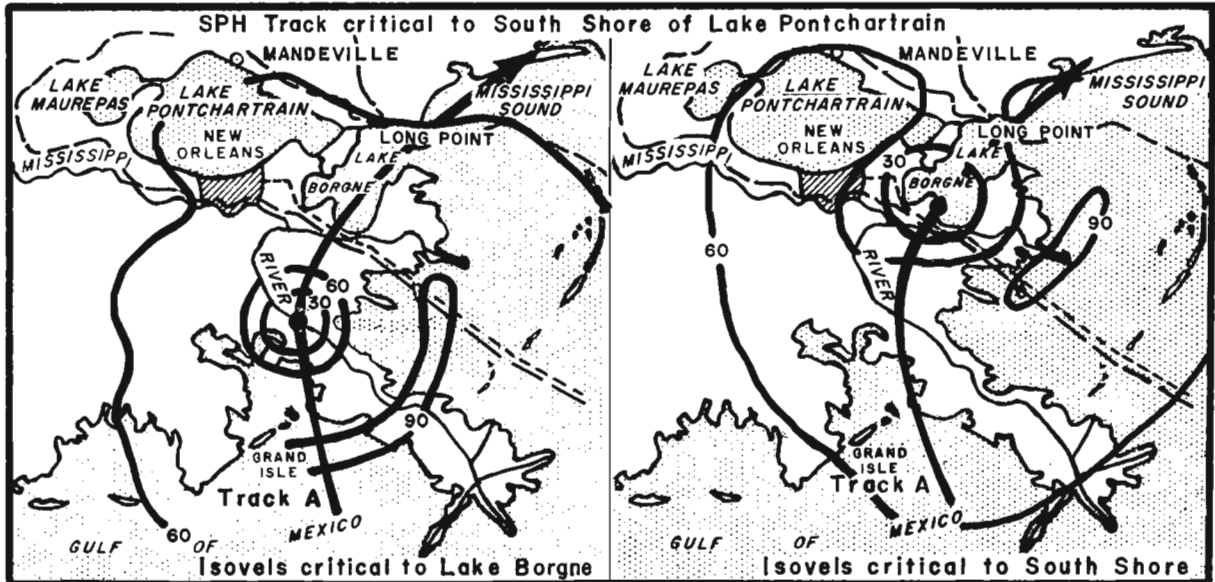 SPH Track critical to South Shore of Lake Pontchartrain
MANDEVILLE
LAKE
MAUREPAS
LAKE
PONTCHARTRAIN
MISSISSIPPI
SOUND
NEW
ORLEANS
LONG POINT
MISSISSIPPI
LAKE
BORGNE
RIVER
60
30
90
GRAND
ISLE
Track A
MEXICO
60
GULF OF
Isovels critical to Lake Borgne
MANDEVILLE
LAKE
MAUREPAS
LAKE
PONTCHARTRAIN
MISSISSIPPI
SOUND
NEW
ORLEANS
LONG POINT
MISSISSIPPI
30
LAKE
BORGNE
90
60
RIVER
GRAND
ISLE
Track A
MEXICO
GULF OF
Isovels critical to South Shore